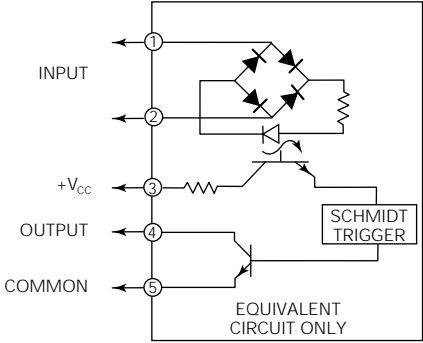 1
INPUT
2
+VCC
3
OUTPUT
4
SCHMIDT
TRIGGER
COMMON
5
EQUIVALENT
CIRCUIT ONLY